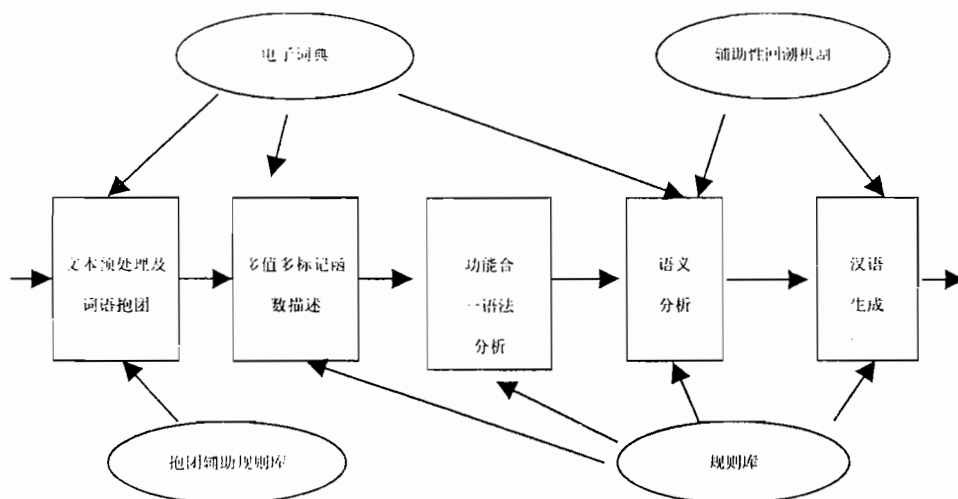 电子词典
辅助性回溯机制
文本预处理及
词语抱团
多值多标记函
数描述
功能合
一语法
分析
语义
分析
汉语
生成
抱团辅助规则库
规则库